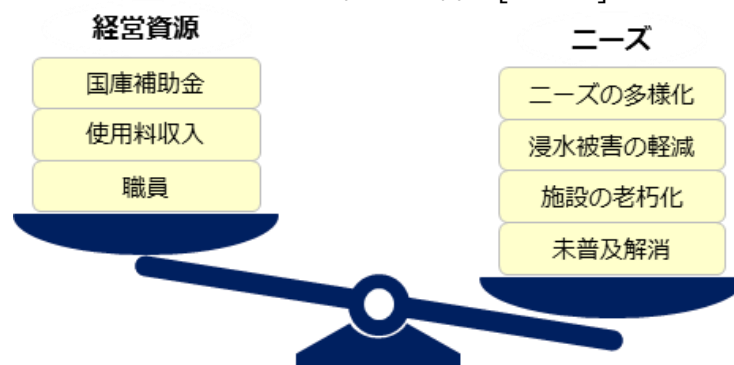 経営資源
国庫補助金
使用料収入
職員
ニーズ
ニーズの多様化
浸水被害の軽減
施設の老朽化
未普及解消